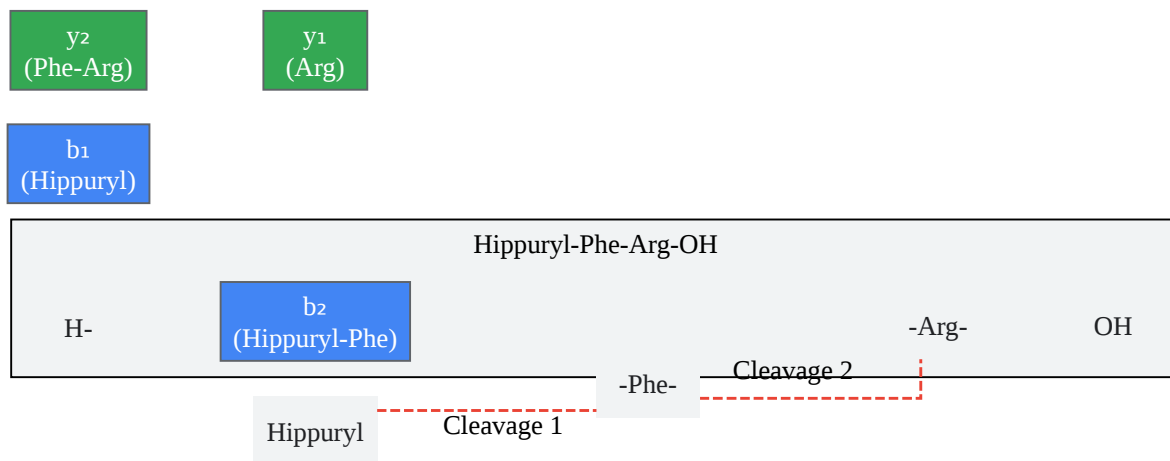 y₂
(Phe-Arg)
y₁
(Arg)
b₁
(Hippuryl)
Hippuryl-Phe-Arg-OH
H-
b₂
(Hippuryl-Phe)
-Arg-
OH
-Phe-
Cleavage 2
Hippuryl
Cleavage 1